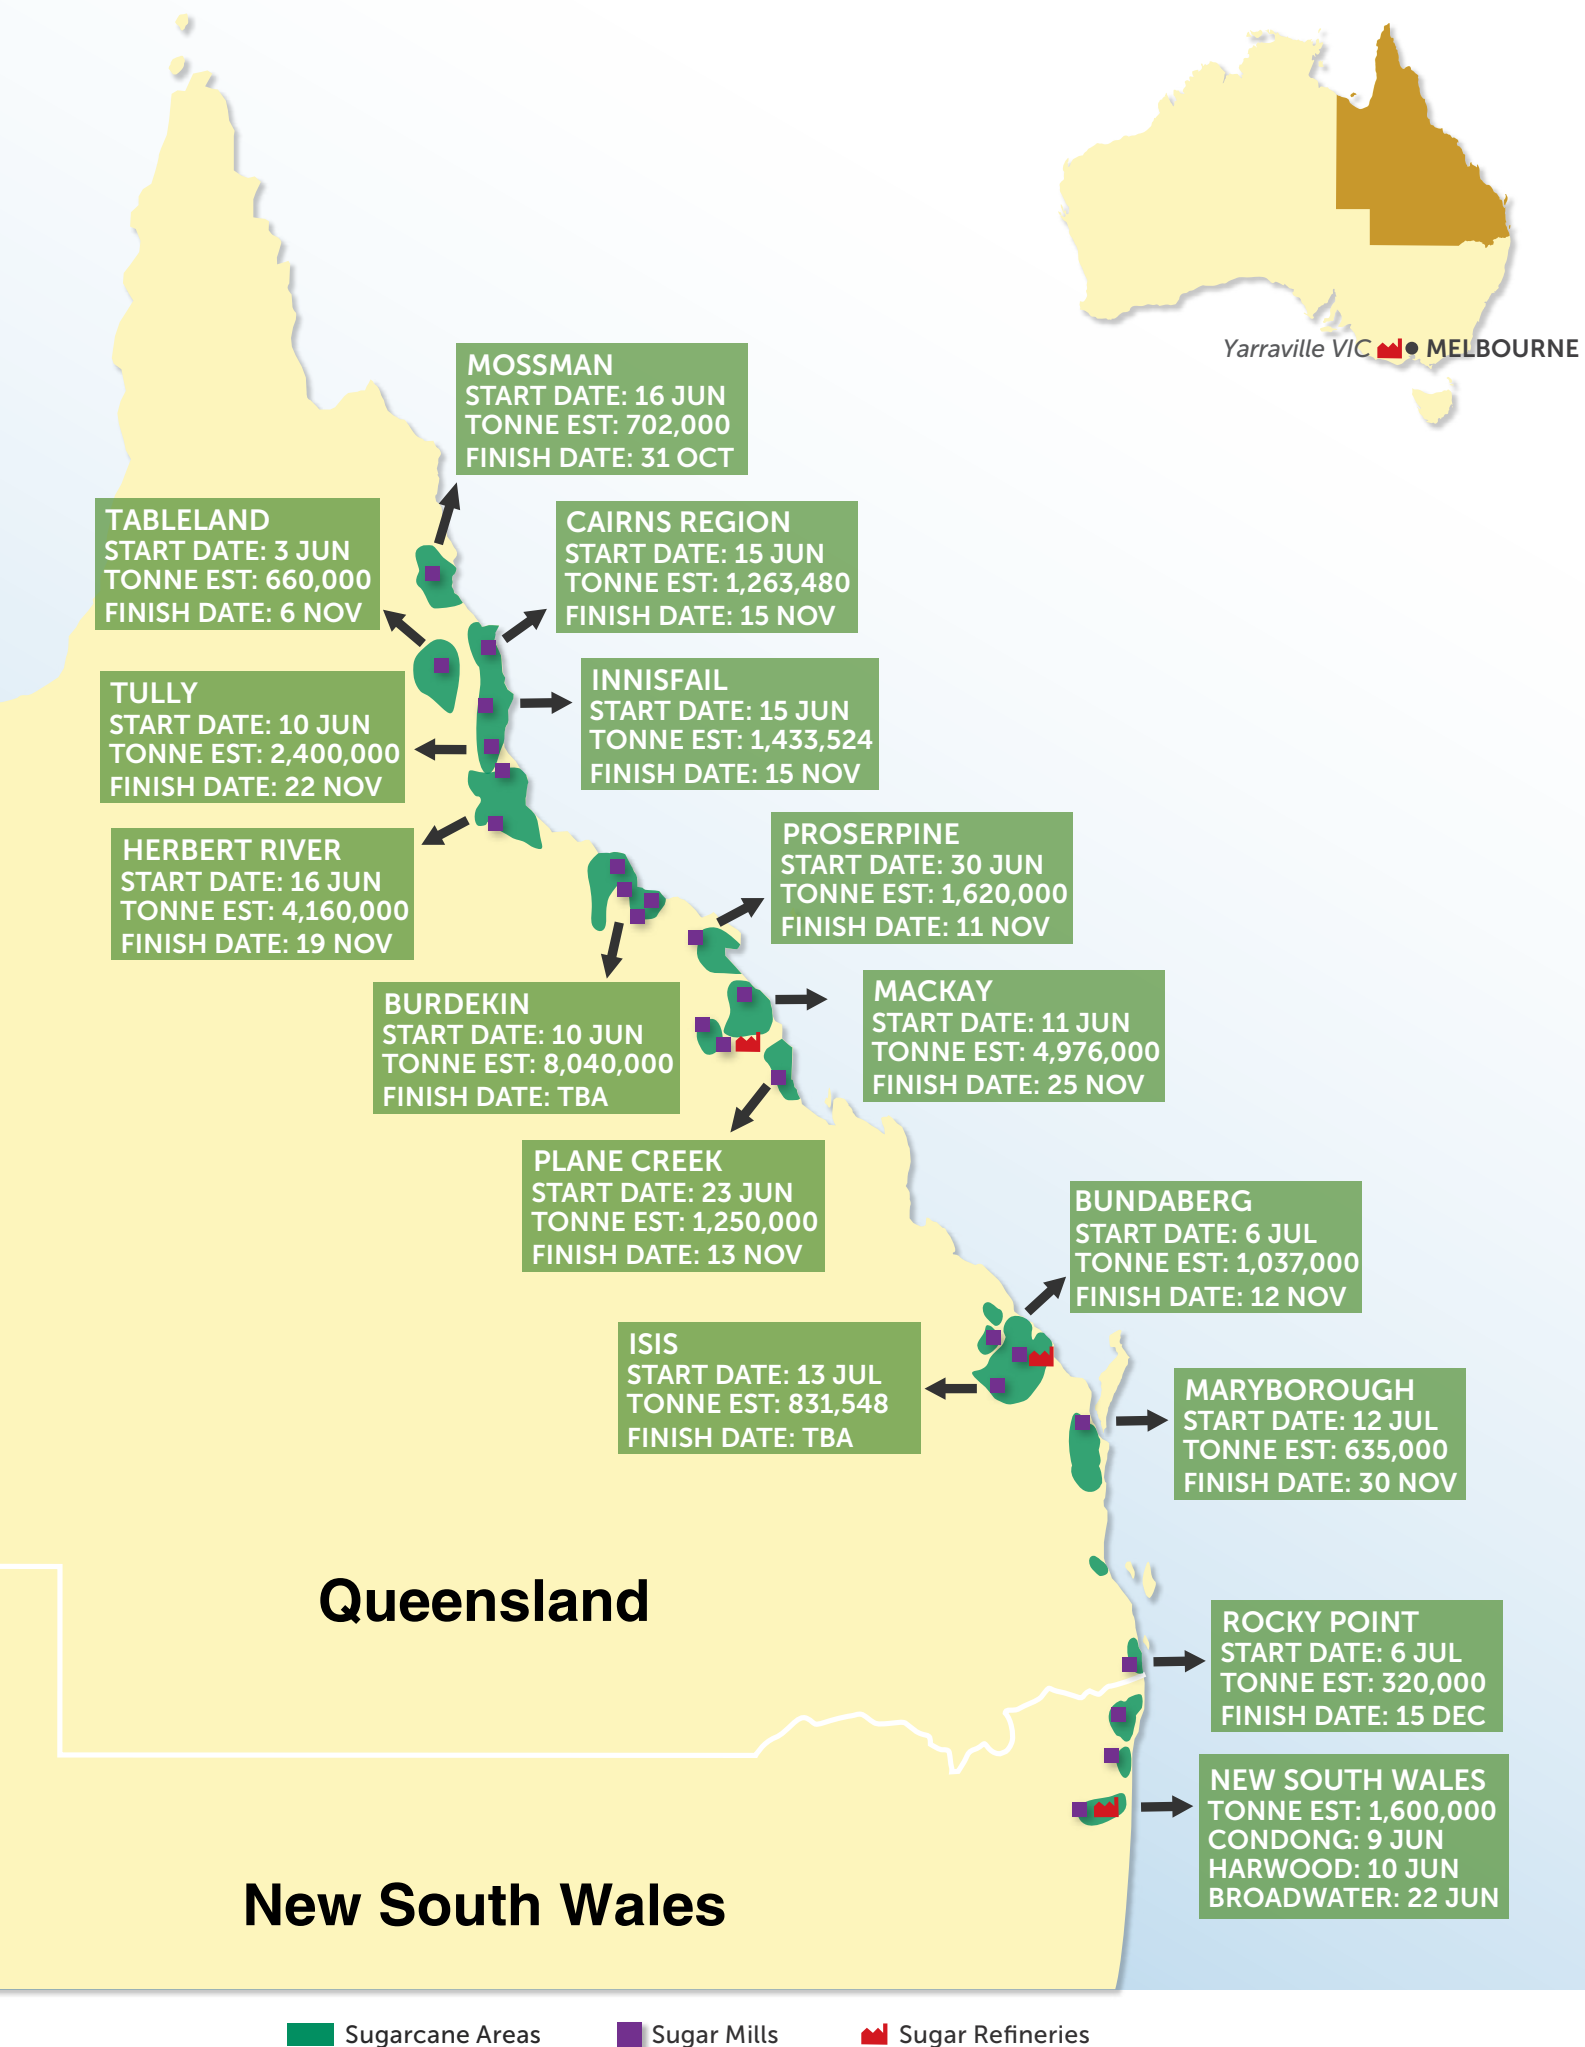 Yarraville VIC MELBOURNE
MOSSMAN
START DATE: 16 JUN
TONNE EST: 702,000
FINISH DATE: 31 OCT
TABLELAND
START DATE: 3 JUN
TONNE EST: 660,000
FINISH DATE: 6 NOV
CAIRNS REGION
START DATE: 15 JUN
TONNE EST: 1,263,480
FINISH DATE: 15 NOV
TULLY
START DATE: 10 JUN
TONNE EST: 2,400,000
FINISH DATE: 22 NOV
INNISFAIL
START DATE: 15 JUN
TONNE EST: 1,433,524
FINISH DATE: 15 NOV
HERBERT RIVER
START DATE: 16 JUN
TONNE EST: 4,160,000
FINISH DATE: 19 NOV
PROSERPINE
START DATE: 30 JUN
TONNE EST: 1,620,000
FINISH DATE: 11 NOV
BURDEKIN
START DATE: 10 JUN
TONNE EST: 8,040,000
FINISH DATE: TBA
MACKAY
START DATE: 11 JUN
TONNE EST: 4,976,000
FINISH DATE: 25 NOV
PLANE CREEK
START DATE: 23 JUN
TONNE EST: 1,250,000
FINISH DATE: 13 NOV
BUNDABERG
START DATE: 6 JUL
TONNE EST: 1,037,000
FINISH DATE: 12 NOV
ISIS
START DATE: 13 JUL
TONNE EST: 831,548
FINISH DATE: TBA
MARYBOROUGH
START DATE: 12 JUL
TONNE EST: 635,000
FINISH DATE: 30 NOV
Queensland
ROCKY POINT
START DATE: 6 JUL
TONNE EST: 320,000
FINISH DATE: 15 DEC
NEW SOUTH WALES
TONNE EST: 1,600,000
CONDONG: 9 JUN
HARWOOD: 10 JUN
BROADWATER: 22 JUN
New South Wales
Sugarcane Areas
Sugar Mills
Sugar Refineries